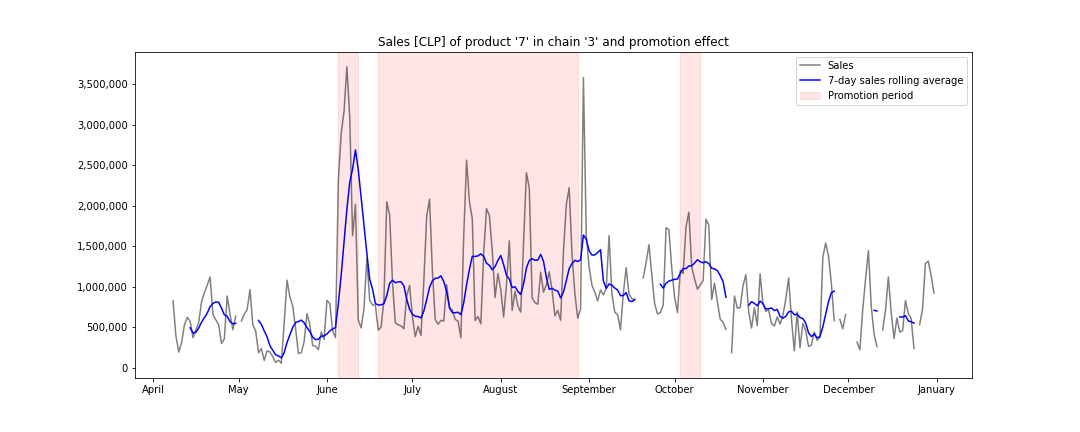 Sales [CLP] of product '7' in chain '3' and promotion effect
Sales
7-day sales rolling average
Promotion period
3,500,000
3,000,000
2,500,000
2,000,000
1,500,000
1,000,000
500,000
0
April May June July August September October November December January